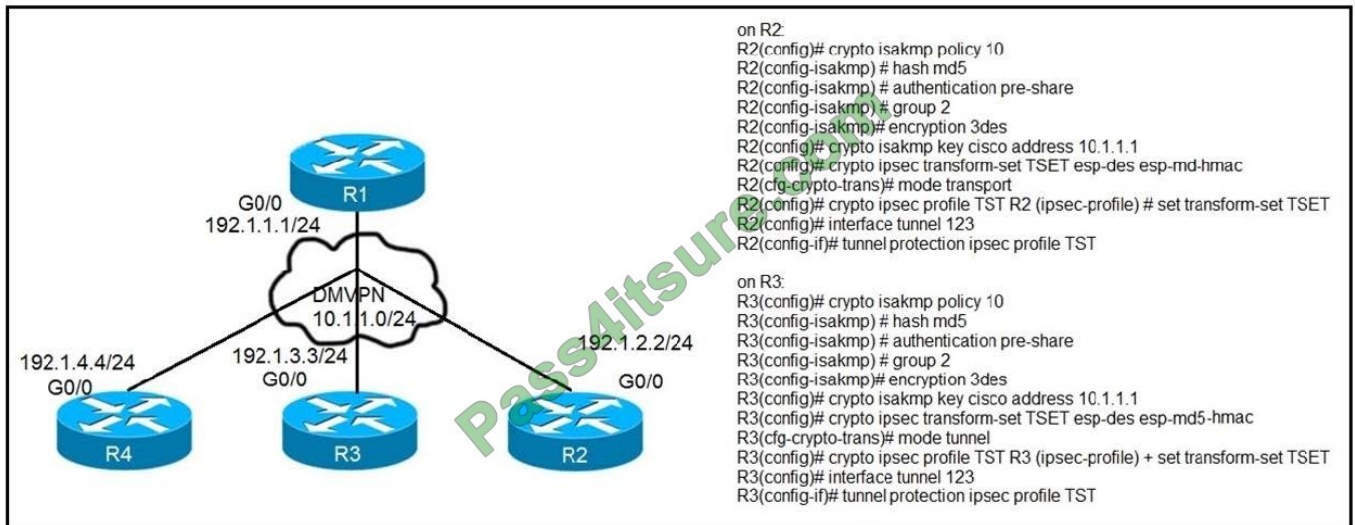 R1
G0/0
192.1.1.1/24
DMVPN
10.1.1.0/24
192.1.4.4/24
G0/0
R4
192.1.3.3/24
G0/0
R3
192.1.2.2/24
G0/0
R2
on R2:
R2(config)# crypto isakmp policy 10
R2(config-isakmp) # hash md5
R2(config-isakmp) # authentication pre-share
R2(config-isakmp) # group 2
R2(config-isakmp)# encryption 3des
R2(config)# crypto isakmp key cisco address 10.1.1.1
R2(config)# crypto ipsec transform-set TSET esp-des esp-md-hmac
R2(cfg-crypto-trans)# mode transport
R2(config)# crypto ipsec profile TST R2 (ipsec-profile) # set transform-set TSET
R2(config)# interface tunnel 123
R2(config-if)# tunnel protection ipsec profile TST
on R3:
R3(config)# crypto isakmp policy 10
R3(config-isakmp) # hash md5
R3(config-isakmp) # authentication pre-share
R3(config-isakmp) # group 2
R3(config-isakmp)# encryption 3des
R3(config)# crypto isakmp key cisco address 10.1.1.1
R3(config)# crypto ipsec transform-set TSET esp-des esp-md5-hmac
R3(cfg-crypto-trans)# mode tunnel
R3(config)# crypto ipsec profile TST R3 (ipsec-profile) + set transform-set TSET
R3(config)# interface tunnel 123
R3(config-if)# tunnel protection ipsec profile TST
Pass4itsure.com